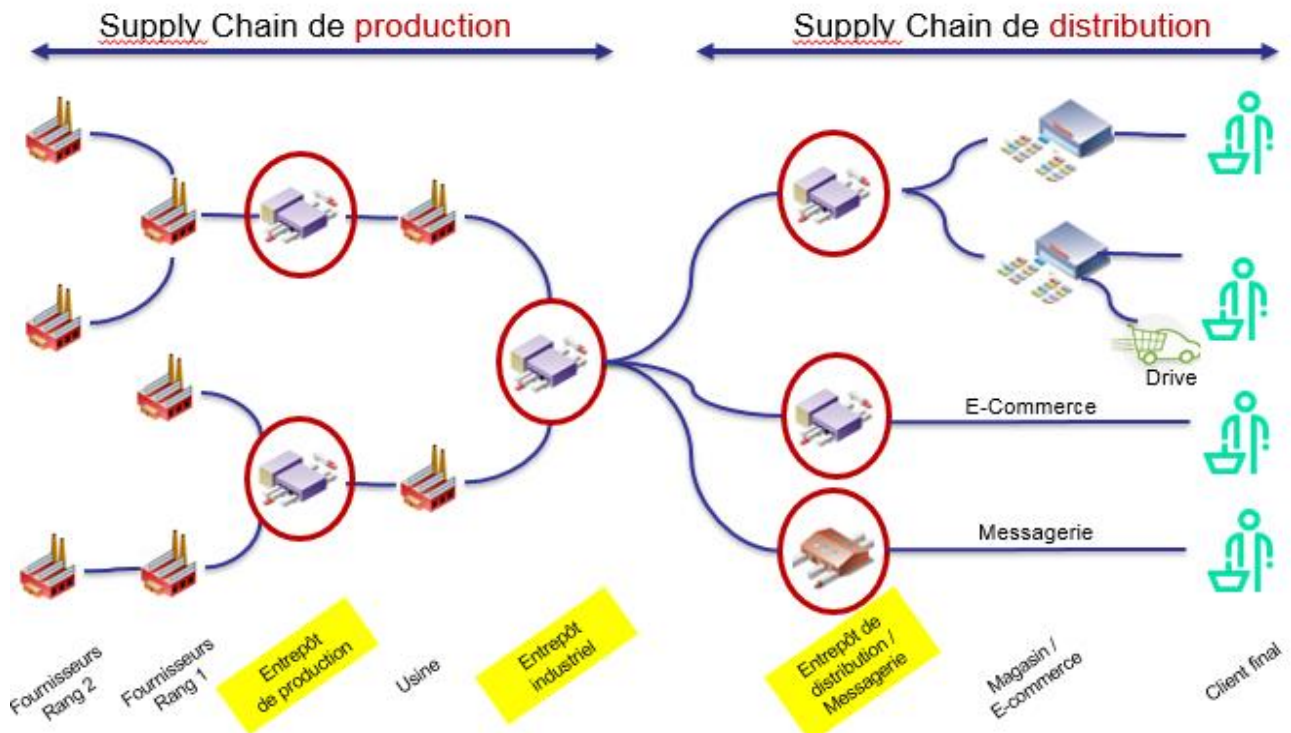 Supply Chain de production
Supply Chain de distribution
Drive
E-Commerce
Messagerie
Fournisseurs
Rang 2
Fournisseurs
Rang 1
Entrepôt
de production
Usine
Entrepôt
industriel
Entrepôt de
distribution /
Messagerie
Magasin /
E-commerce
Client final